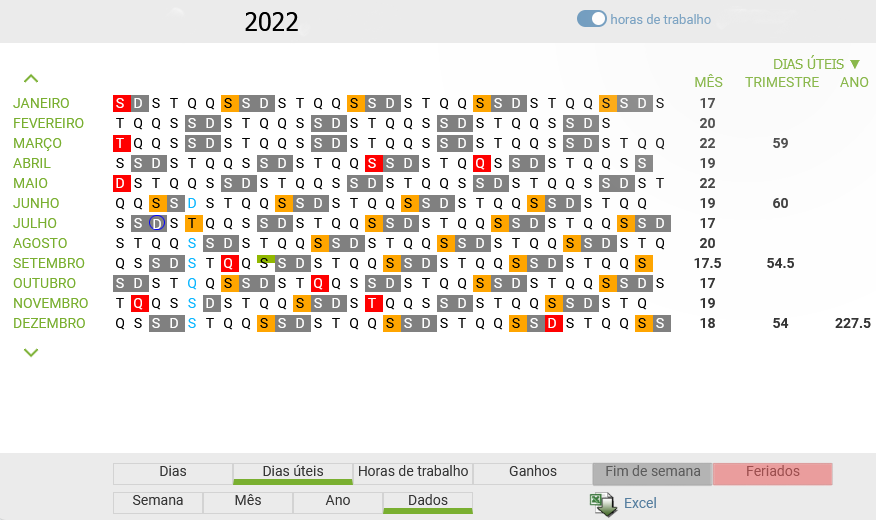 2022
horas de trabalho
DIAS ÚTEIS ▼
MÊS TRIMESTRE ANO
JANEIRO S D S T Q Q S S D S T Q Q S S D S T Q Q S S D S T Q Q S S D S 17
FEVEREIRO T Q Q S S D S T Q Q S S D S T Q Q S S D S T Q Q S S D S 20
MARÇO T Q Q S S D S T Q Q S S D S T Q Q S S D S T Q Q S S D S T Q Q 22 59
ABRIL S S D S T Q Q S S D S T Q Q S S D S T Q Q S S D S T Q Q S S 19
MAIO D S T Q Q S S D S T Q Q S S D S T Q Q S S D S T Q Q S S D S T 22
JUNHO Q Q S S D S T Q Q S S D S T Q Q S S D S T Q Q S S D S T Q Q 19 60
JULHO S S D S T Q Q S S D S T Q Q S S D S T Q Q S S D S T Q Q S S D 17
AGOSTO S T Q Q S S D S T Q Q S S D S T Q Q S S D S T Q Q S S D S T Q 20
SETEMBRO Q S S D S T Q Q S S D S T Q Q S S D S T Q Q S S D S T Q Q S 17.5 54.5
OUTUBRO S D S T Q Q S S D S T Q Q S S D S T Q Q S S D S T Q Q S S D S 17
NOVEMBRO T Q Q S S D S T Q Q S S D S T Q Q S S D S T Q Q S S D S T Q 19
DEZEMBRO Q S S D S T Q Q S S D S T Q Q S S D S T Q Q S S D S T Q Q S S 18 54 227.5
Dias Dias úteis Horas de trabalho Ganhos Fim de semana Feriados
Semana Mês Ano Dados Excel